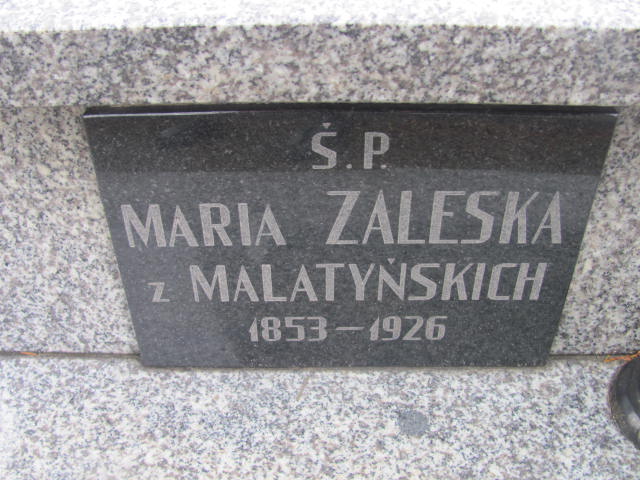 Ś.P.
MARIA ZALESKA
z MALATYŃSKICH
1853-1926